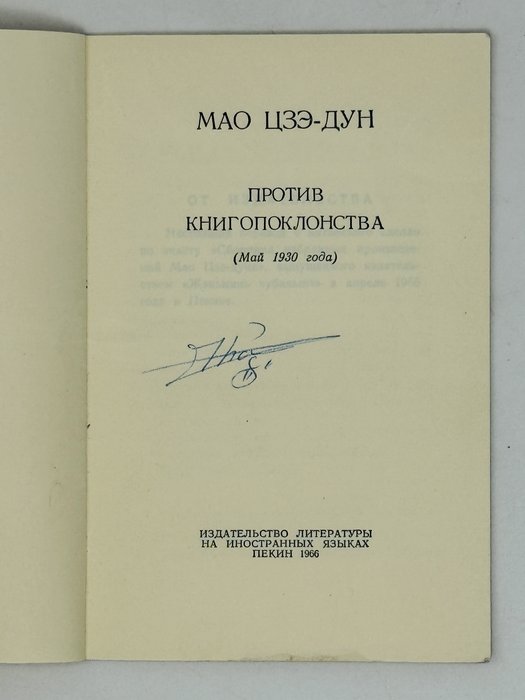 МАО ЦЗЭ-ДУН
ПРОТИВ
КНИГОПОКЛОНСТВА
(Май 1930 года)
ИЗДАТЕЛЬСТВО ЛИТЕРАТУРЫ
НА ИНОСТРАННЫХ ЯЗЫКАХ
ПЕКИН 1966